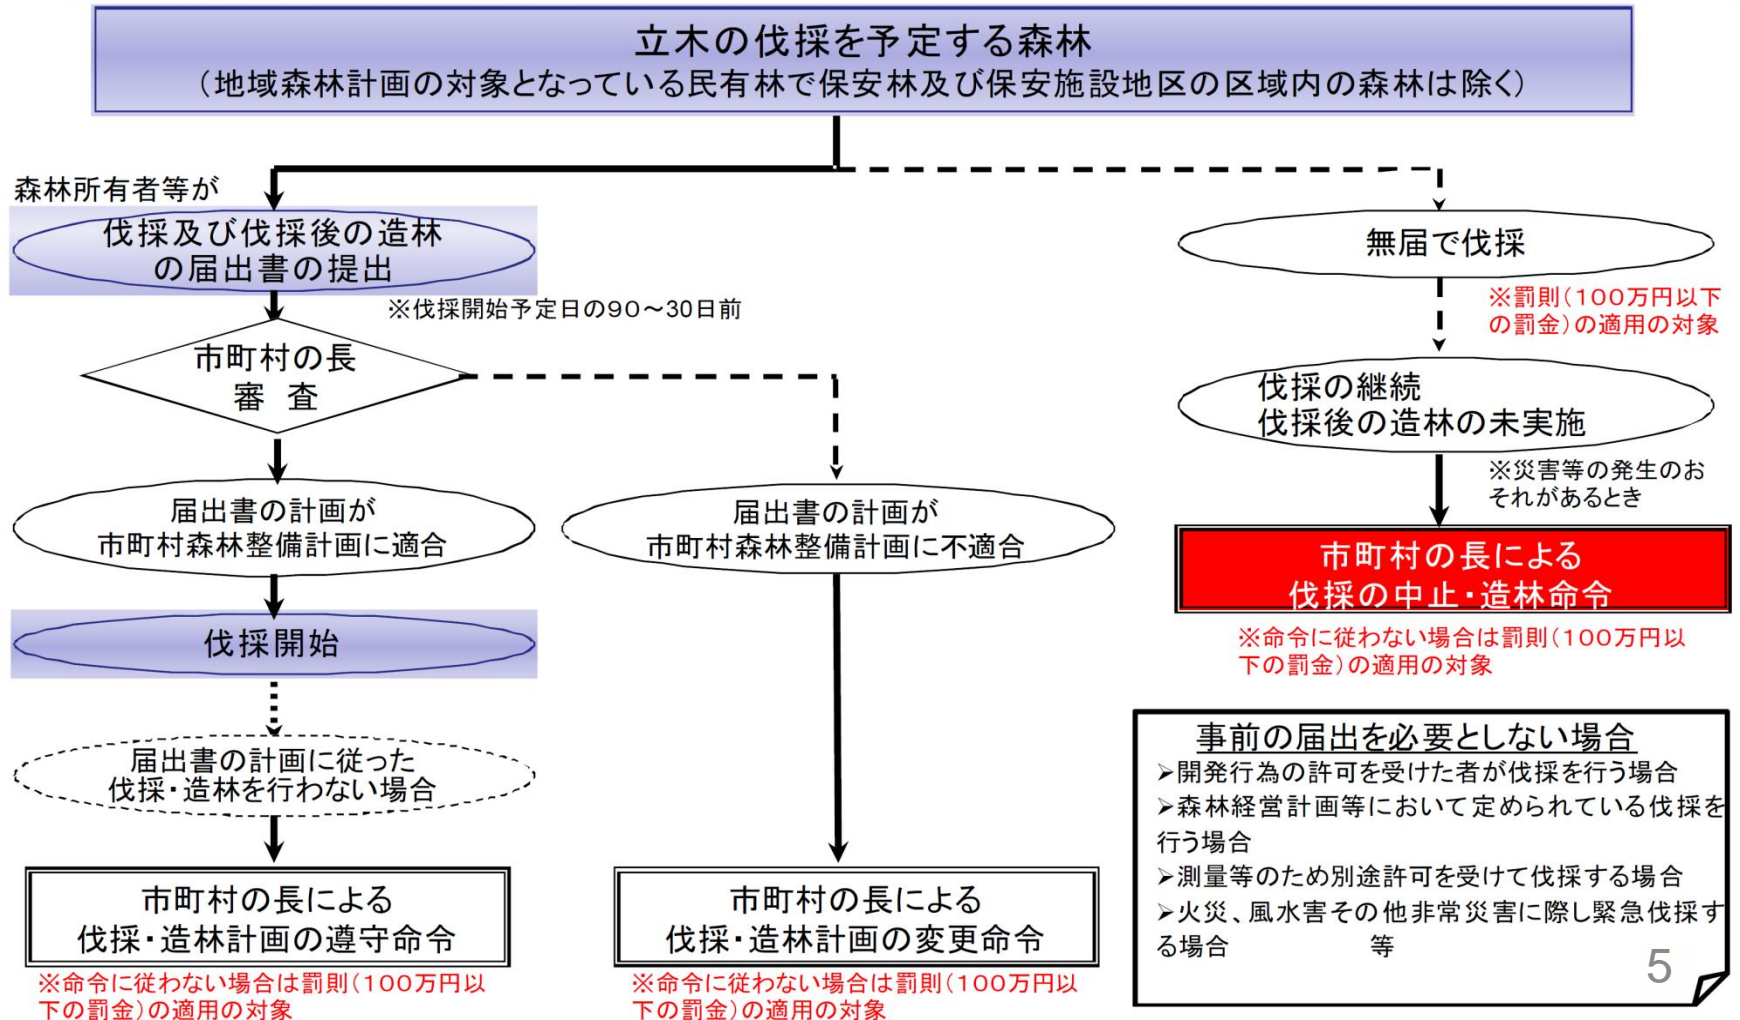 立木の伐採を予定する森林
(地域森林計画の対象となっている民有林で保安林及び保安施設地区の区域内の森林は除く)
森林所有者等が
伐採及び伐採後の造林
の届出書の提出
※伐採開始予定日の90～30日前
市町村の長
審 査
届出書の計画が
市町村森林整備計画に適合
伐採開始
届出書の計画に従った
伐採・造林を行わない場合
市町村の長による
伐採・造林計画の遵守命令
※命令に従わない場合は罰則(100万円以
下の罰金)の適用の対象
届出書の計画が
市町村森林整備計画に不適合
市町村の長による
伐採・造林計画の変更命令
※命令に従わない場合は罰則(100万円以
下の罰金)の適用の対象
無届で伐採
※罰則(100万円以下
の罰金)の適用の対象
伐採の継続
伐採後の造林の未実施
※災害等の発生のお
それがあるとき
市町村の長による
伐採の中止・造林命令
※命令に従わない場合は罰則(100万円以
下の罰金)の適用の対象
事前の届出を必要としない場合
➢開発行為の許可を受けた者が伐採を行う場合
➢森林経営計画等において定められている伐採を
行う場合
➢測量等のため別途許可を受けて伐採する場合
➢火災、風水害その他非常災害に際し緊急伐採す
る場合 等
5